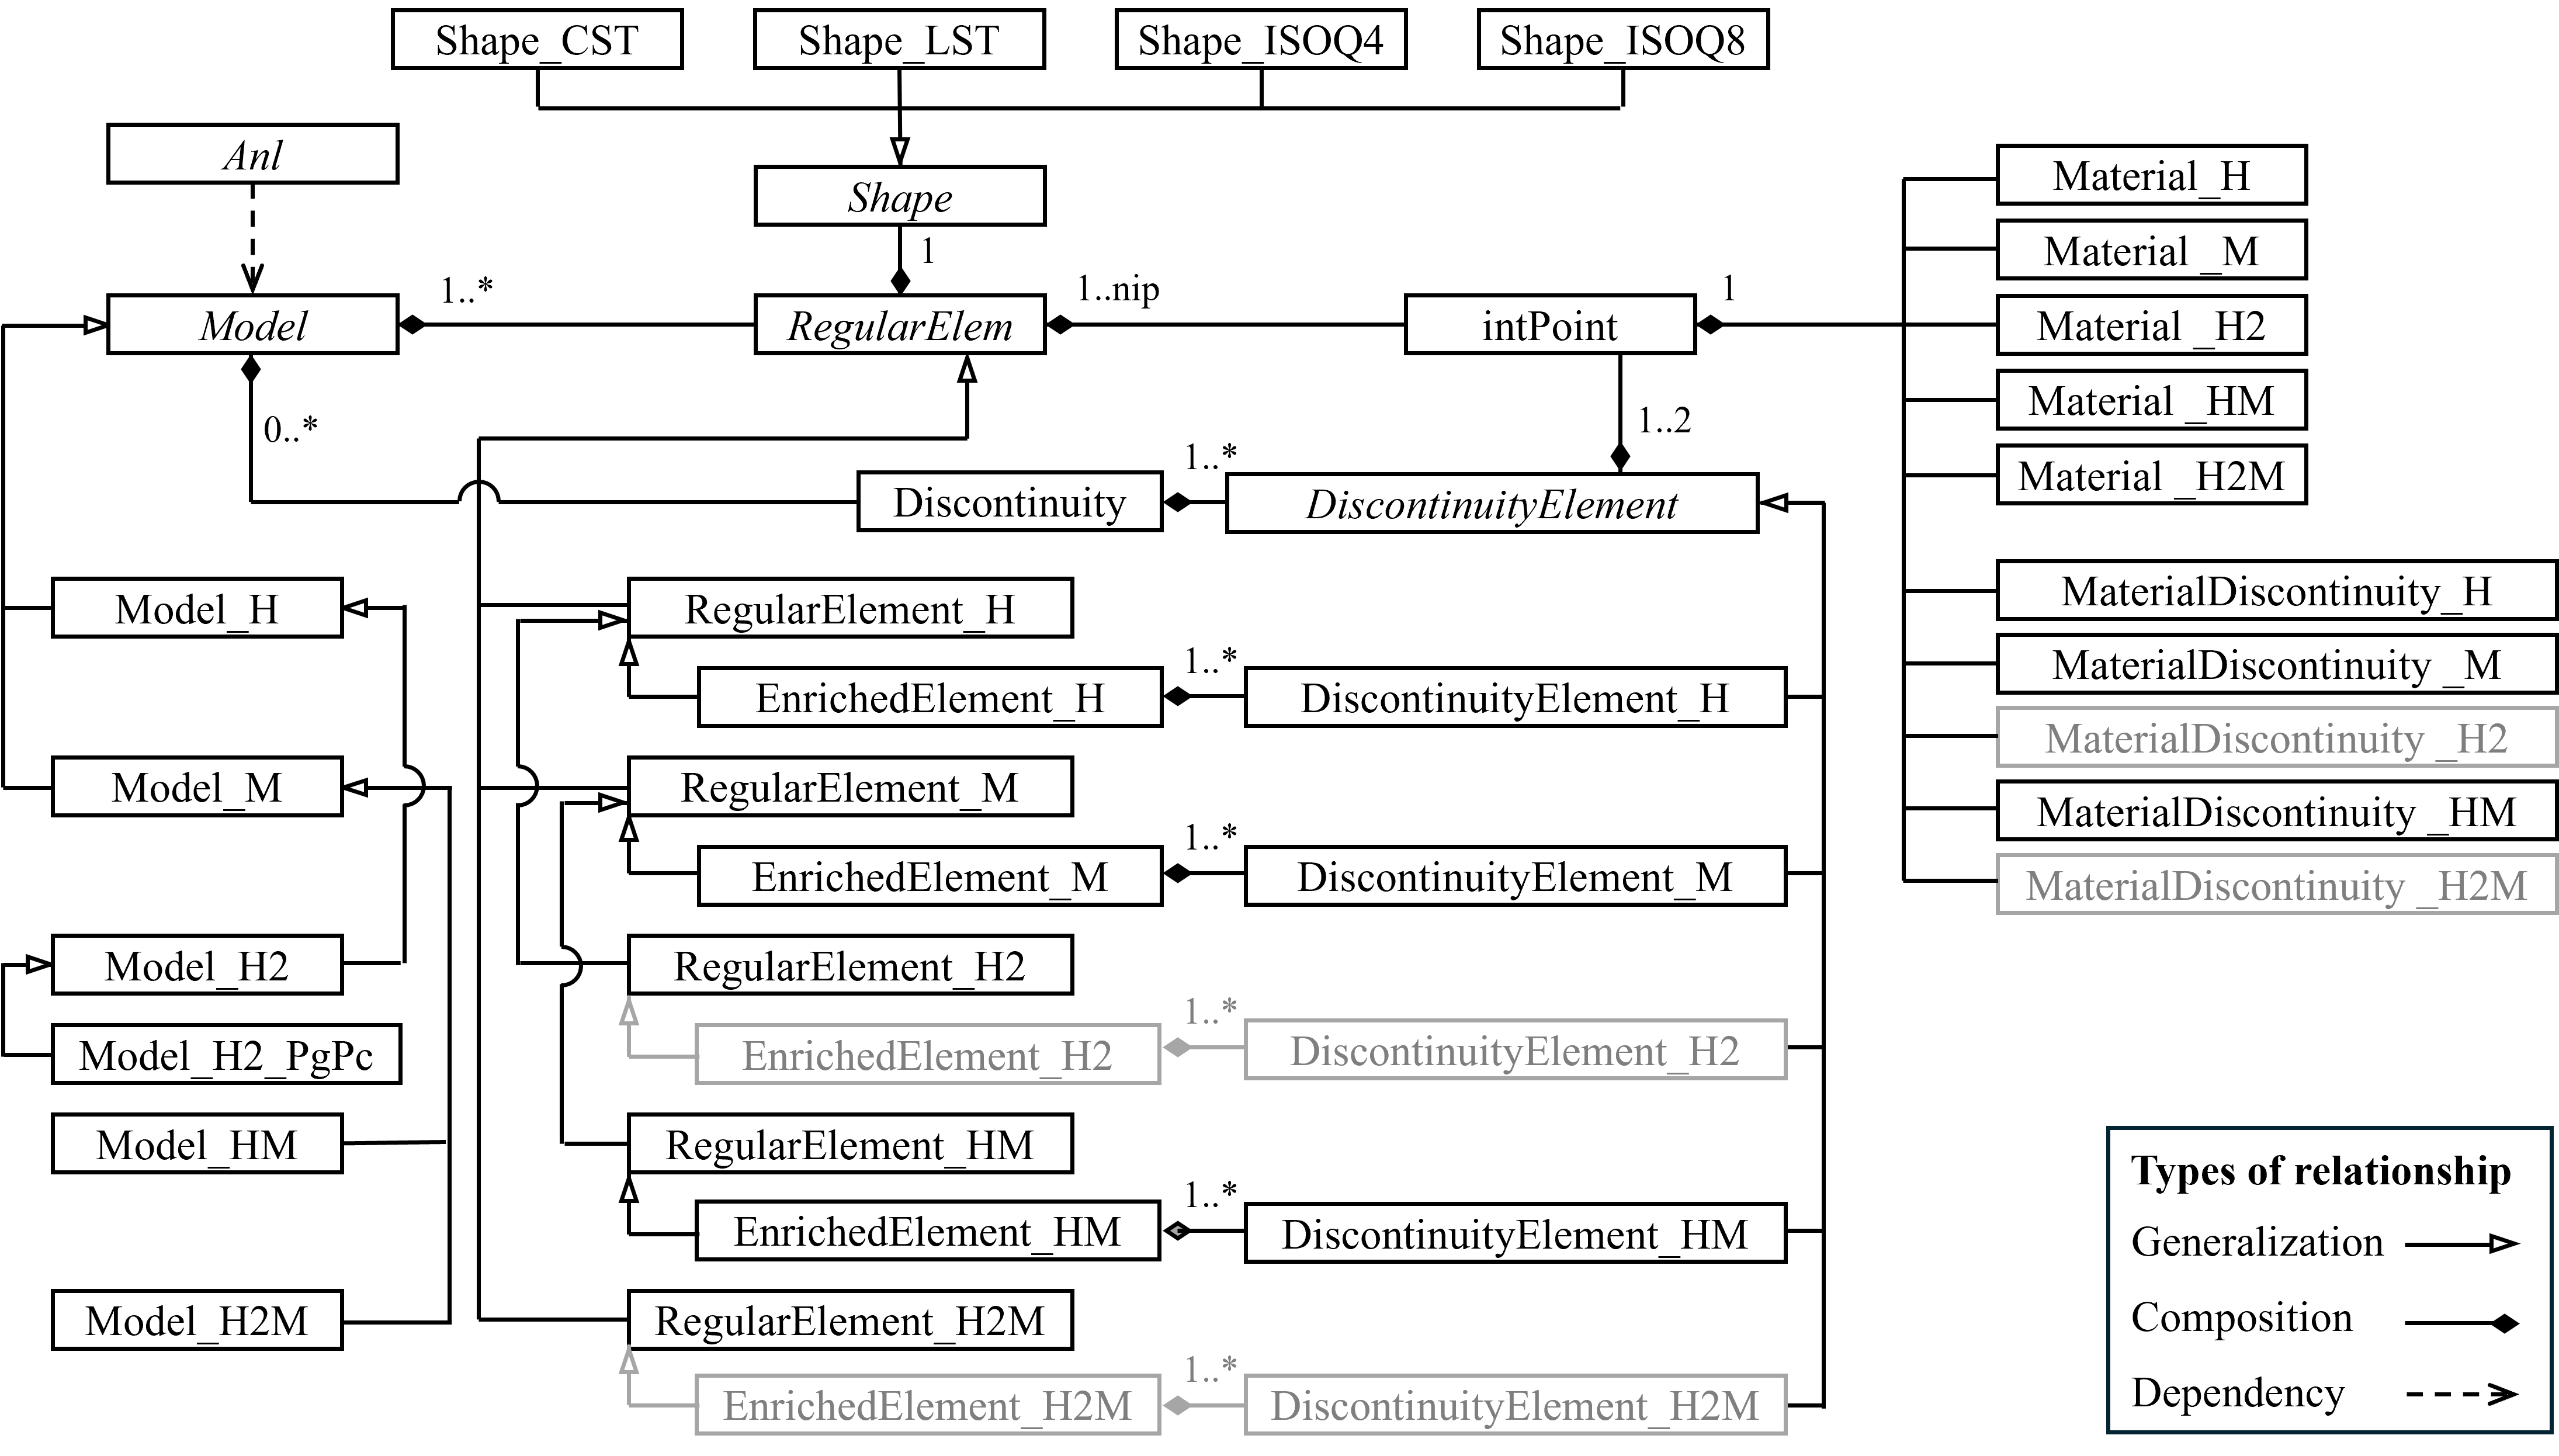 Shape_CST
Shape_LST
Shape_ISOQ4
Shape_ISOQ8
Anl
Shape
1
Model
1..*
RegularElem
1..nip
intPoint
1
0..*
1..2
Discontinuity
1..*
DiscontinuityElement
Material_H
Material _M
Material _H2
Material _HM
Material _H2M
MaterialDiscontinuity_H
MaterialDiscontinuity _M
MaterialDiscontinuity _H2
MaterialDiscontinuity _HM
MaterialDiscontinuity _H2M
Model_H
Model_M
Model_H2
Model_H2_PgPc
Model_HM
Model_H2M
RegularElement_H
EnrichedElement_H
1..*
DiscontinuityElement_H
RegularElement_M
EnrichedElement_M
1..*
DiscontinuityElement_M
RegularElement_H2
EnrichedElement_H2
1..*
DiscontinuityElement_H2
RegularElement_HM
EnrichedElement_HM
1..*
DiscontinuityElement_HM
RegularElement_H2M
EnrichedElement_H2M
1..*
DiscontinuityElement_H2M
Types of relationship
Generalization
Composition
Dependency